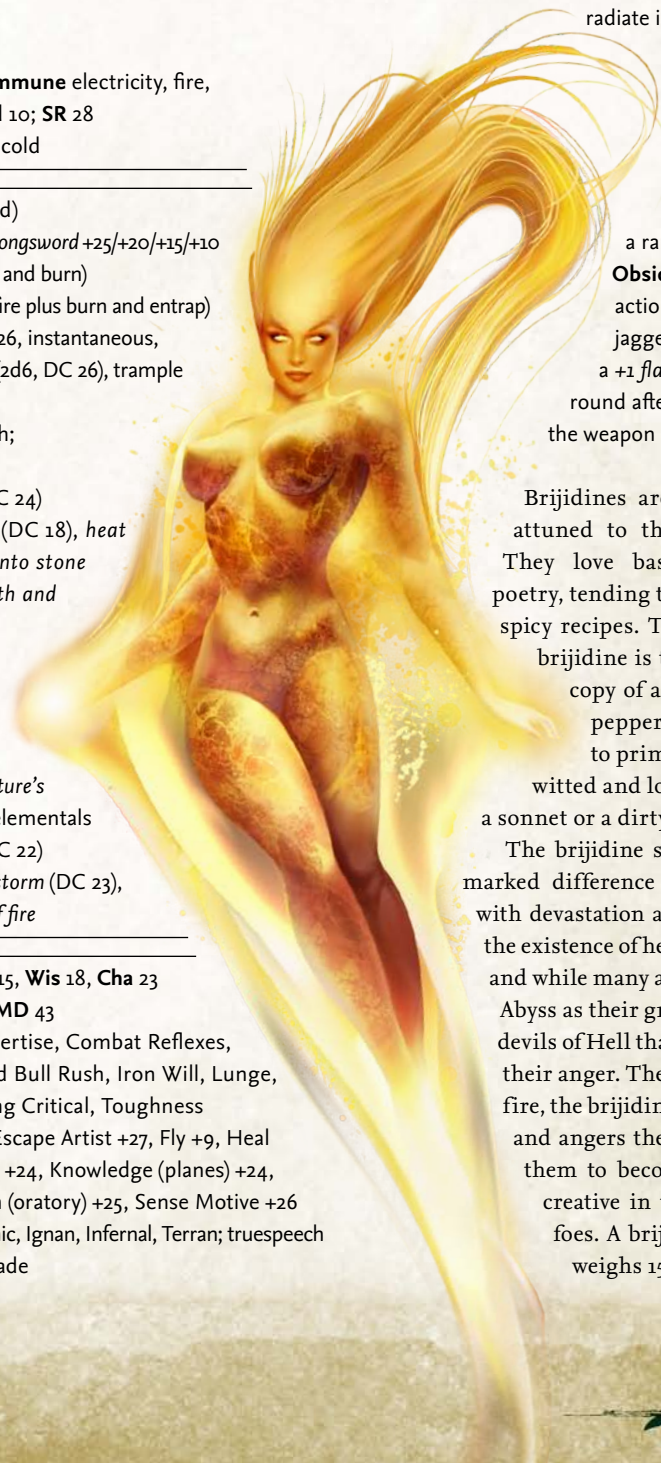 mmune electricity, fire,
l 10; SR 28
cold
d)
ongsword +25/+20/+15/+10
and burn)
ire plus burn and entrap)
26, instantaneous,
2d6, DC 26), trample
h;
C 24)
(DC 18), heat
nto stone
th and
ture's
elementals
C 22)
storm (DC 23),
f fire
15, Wis 18, Cha 23
MD 43
ertise, Combat Reflexes,
d Bull Rush, Iron Will, Lunge,
ng Critical, Toughness
Escape Artist +27, Fly +9, Heal
+24, Knowledge (planes) +24,
(oratory) +25, Sense Motive +26
ic, Ignan, Infernal, Terran; truespeech
ade
radiate i
a ra
Obsi
actio
jagge
a +1 fla
round afte
the weapon
Brijidines ar
attuned to th
They love bas
poetry, tending t
spicy recipes. T
brijidine is
copy of a
pepper
to prim
witted and lo
a sonnet or a dirty
The brijidine s
marked difference
with devastation a
the existence of he
and while many a
Abyss as their gr
devils of Hell tha
their anger. The
fire, the brijidin
and angers the
them to beco
creative in
foes. A brij
weighs 15